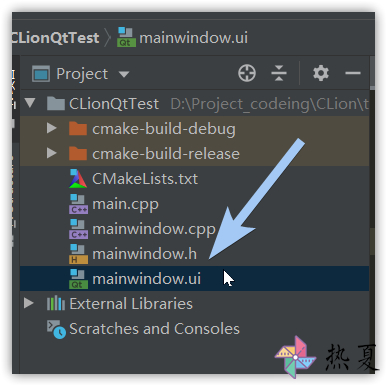 CLionQtTest mainwindow.ui
Project
CLionQtTest D:\Project_codeing\CLion\t
cmake-build-debug
cmake-build-release
CMakeLists.txt
main.cpp
mainwindow.cpp
mainwindow.h
mainwindow.ui
External Libraries
Scratches and Consoles
热夏